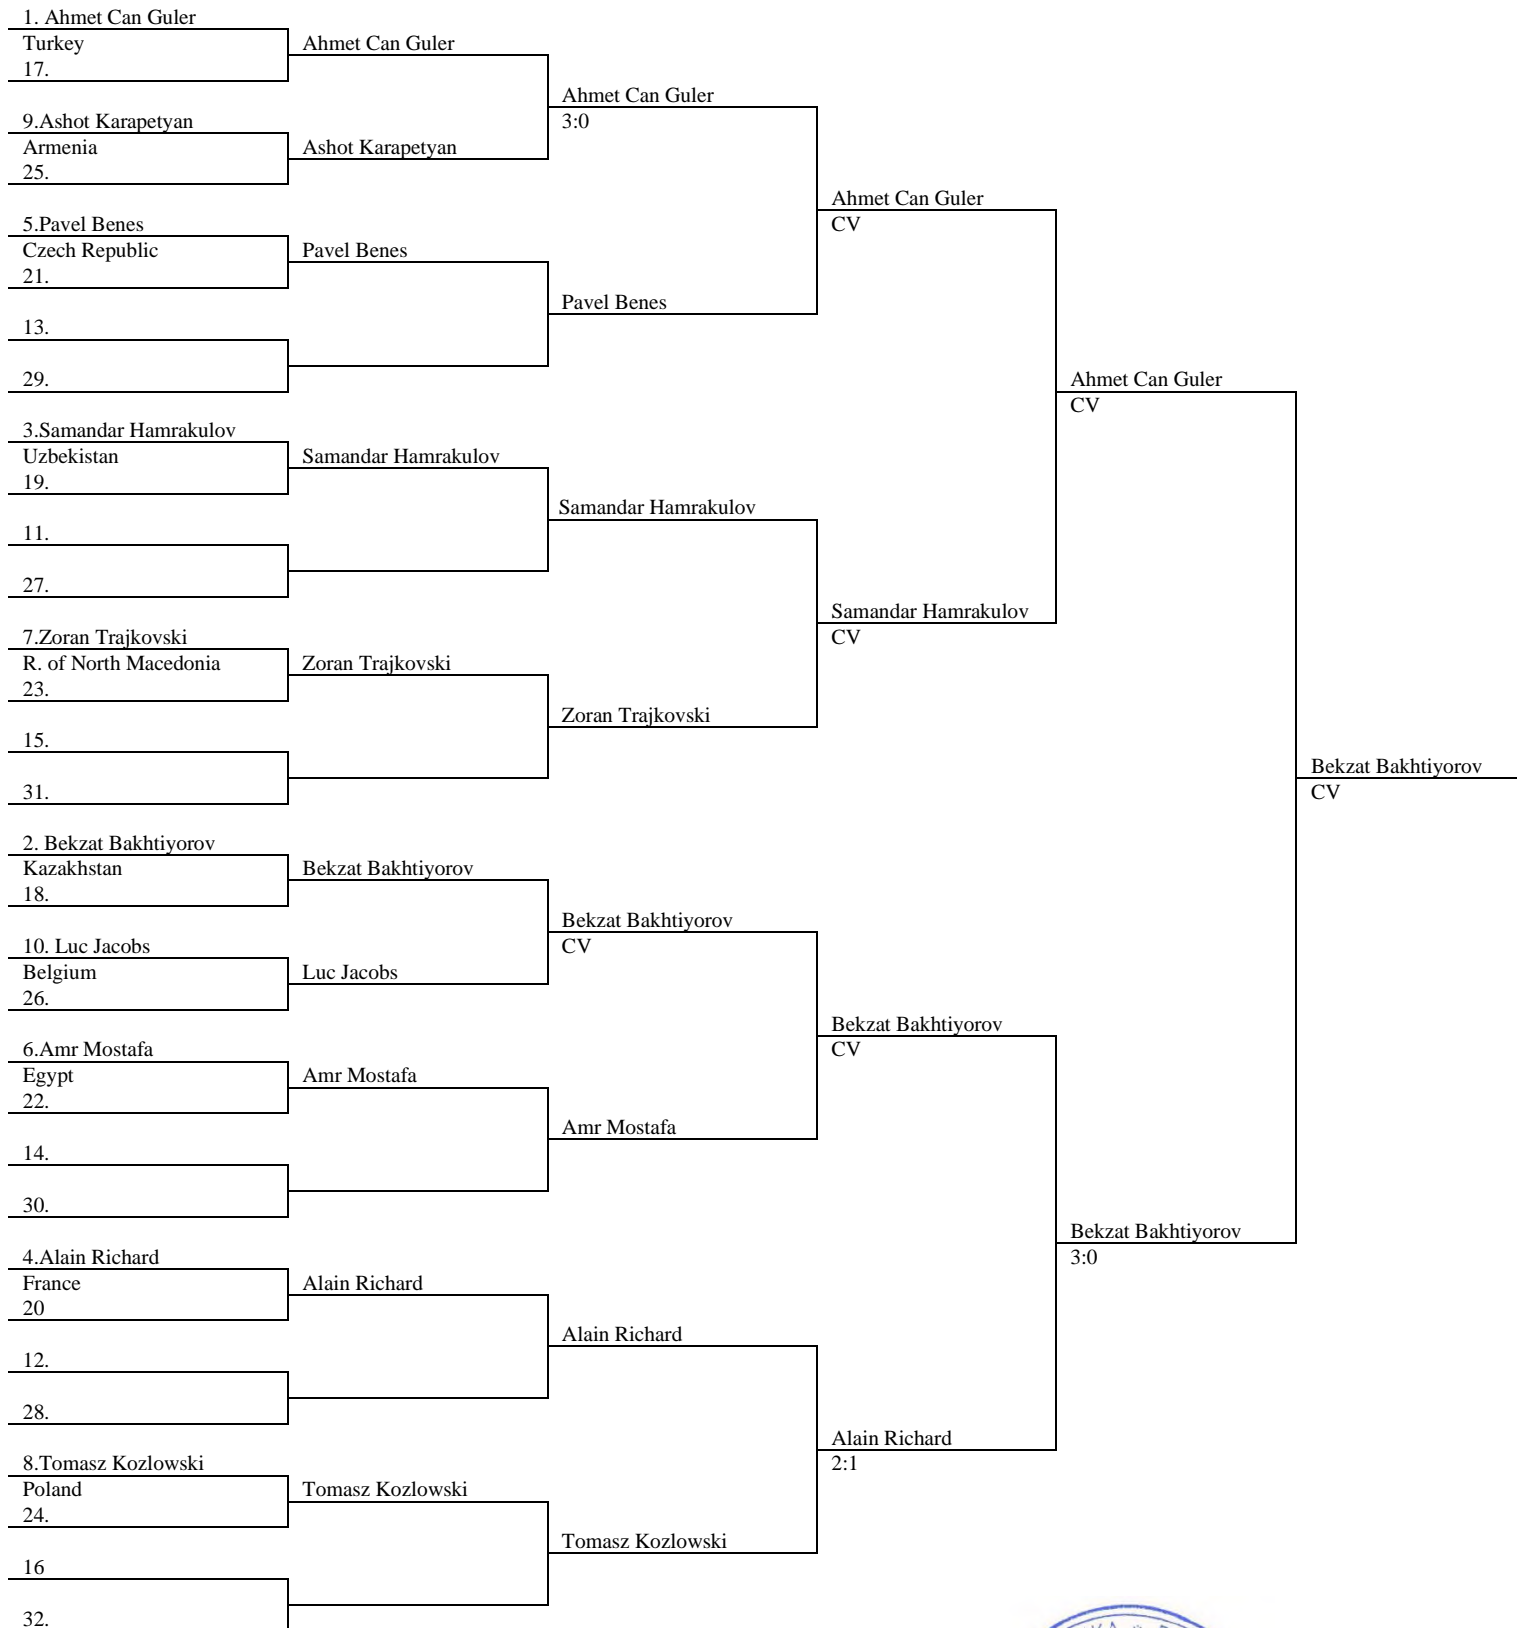 1. Ahmet Can Guler
Turkey
17.
9.Ashot Karapetyan
Armenia
25.
5.Pavel Benes
Czech Republic
21.
13.
29.
3.Samandar Hamrakulov
Uzbekistan
19.
11.
27.
7.Zoran Trajkovski
R. of North Macedonia
23.
15.
31.
2. Bekzat Bakhtiyorov
Kazakhstan
18.
10. Luc Jacobs
Belgium
26.
6.Amr Mostafa
Egypt
22.
14.
30.
4.Alain Richard
France
20
12.
28.
8.Tomasz Kozlowski
Poland
24.
16
32.
Ahmet Can Guler
Ashot Karapetyan
Pavel Benes
Samandar Hamrakulov
Zoran Trajkovski
Bekzat Bakhtiyorov
Luc Jacobs
Amr Mostafa
Alain Richard
Tomasz Kozlowski
Ahmet Can Guler
3:0
Pavel Benes
Samandar Hamrakulov
Zoran Trajkovski
Bekzat Bakhtiyorov
CV
Amr Mostafa
Alain Richard
Tomasz Kozlowski
Ahmet Can Guler
CV
Samandar Hamrakulov
CV
Bekzat Bakhtiyorov
CV
Alain Richard
2:1
Ahmet Can Guler
CV
Bekzat Bakhtiyorov
3:0
Bekzat Bakhtiyorov
CV